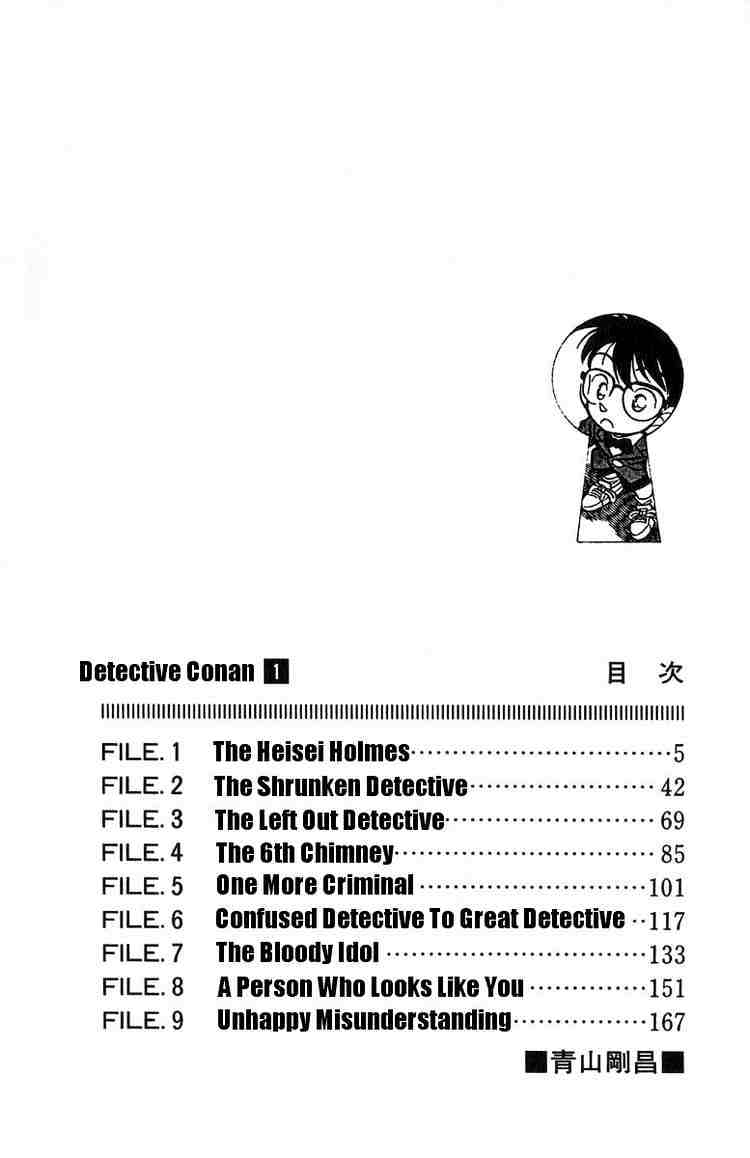 Detective Conan 1 目 次
FILE. 1 The Heisei Holmes······························5
FILE. 2 The Shrunken Detective······················ 42
FILE. 3 The Left Out Detective························· 69
FILE. 4 The 6th Chimney······························· 85
FILE. 5 One More Criminal ···························101
FILE. 6 Confused Detective To Great Detective ··117
FILE. 7 The Bloody Idol ·······························133
FILE. 8 A Person Who Looks Like You ··············151
FILE. 9 Unhappy Misunderstanding················167
■青山剛昌■